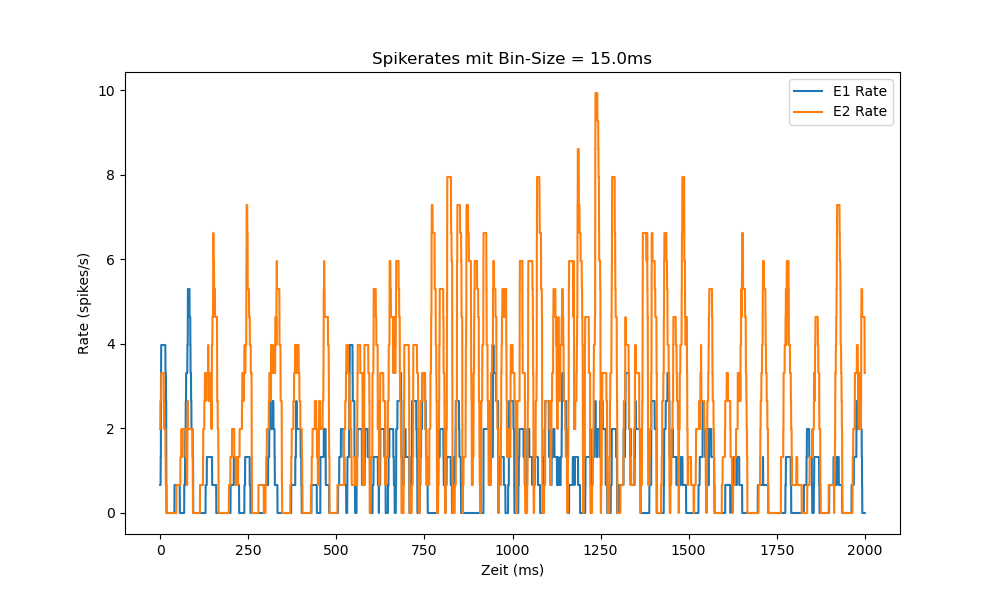 Spikerates mit Bin-Size = 15.0ms
E1 Rate
E2 Rate
10
8
6
4
2
0
Rate (spikes/s)
0 250 500 750 1000 1250 1500 1750 2000
Zeit (ms)